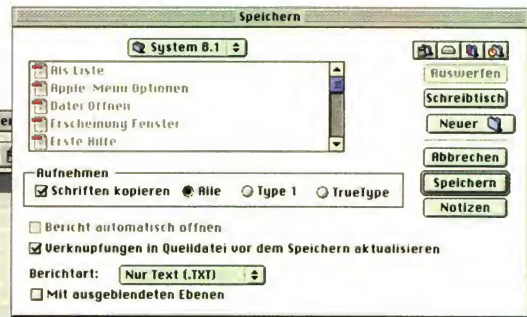 Speichern
System 8.1
Als Liste
Apple-Menü Optionen
Datei Öffnen
Erscheinung Fenster
Erste Hilfe
Auswerfen
Schreibtisch
Neuer
Abbrechen
Speichern
Notizen
Aufnehmen
Schriften kopieren Alle Type 1 TrueType
Bericht automatisch öffnen
Verknüpfungen in Quelldatei vor dem Speichern aktualisieren
Berichtart: Nur Text (.TXT)
Mit ausgeblendeten Ebenen